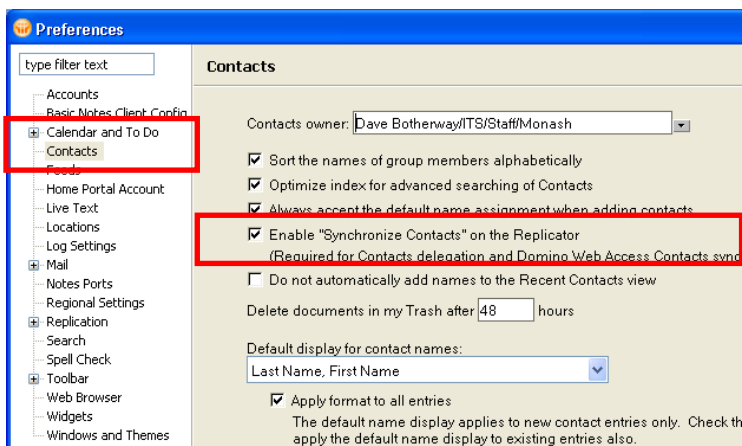 Preferences
type filter text
Accounts
Basic Notes Client Config
Calendar and To Do
Contacts
Feeds
Home Portal Account
Live Text
Locations
Log Settings
Mail
Notes Ports
Regional Settings
Replication
Search
Spell Check
Toolbar
Web Browser
Widgets
Windows and Themes
Contacts
Contacts owner: Dave Botherway/ITS/Staff/Monash
Sort the names of group members alphabetically
Optimize index for advanced searching of Contacts
Always accept the default name assignment when adding contacts
Enable "Synchronize Contacts" on the Replicator
(Required for Contacts delegation and Domino Web Access Contacts sync
Do not automatically add names to the Recent Contacts view
Delete documents in my Trash after 48 hours
Default display for contact names:
Last Name, First Name
Apply format to all entries
The default name display applies to new contact entries only. Check th
apply the default name display to existing entries also.